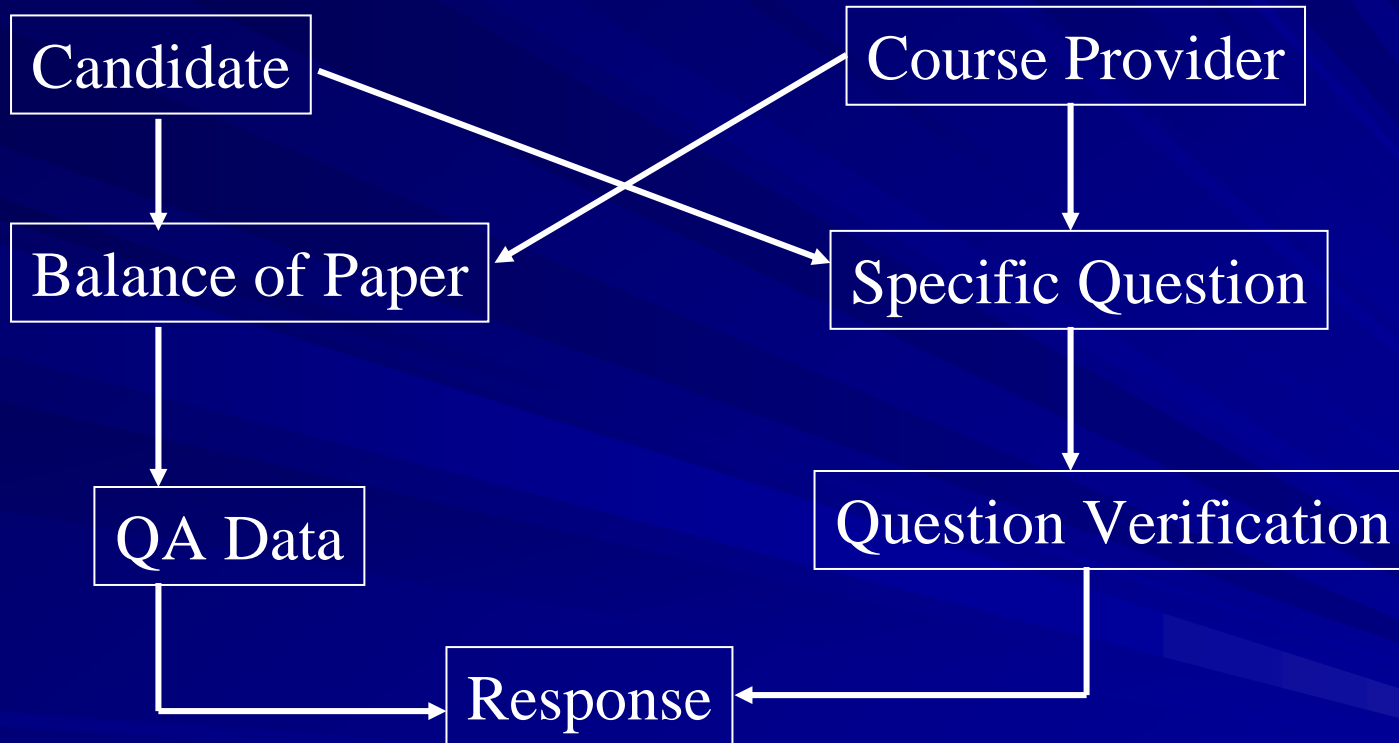 Candidate
Course Provider
Balance of Paper
Specific Question
QA Data
Question Verification
Response